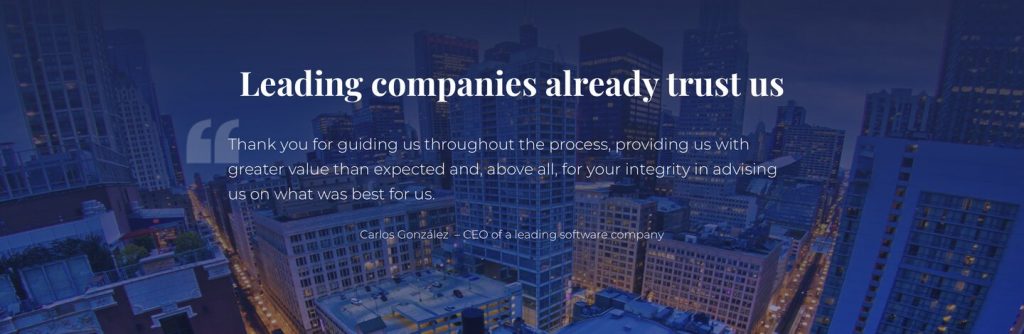 Leading companies already trust us
“
Thank you for guiding us throughout the process, providing us with
greater value than expected and, above all, for your integrity in advising
us on what was best for us.
Carlos González – CEO of a leading software company